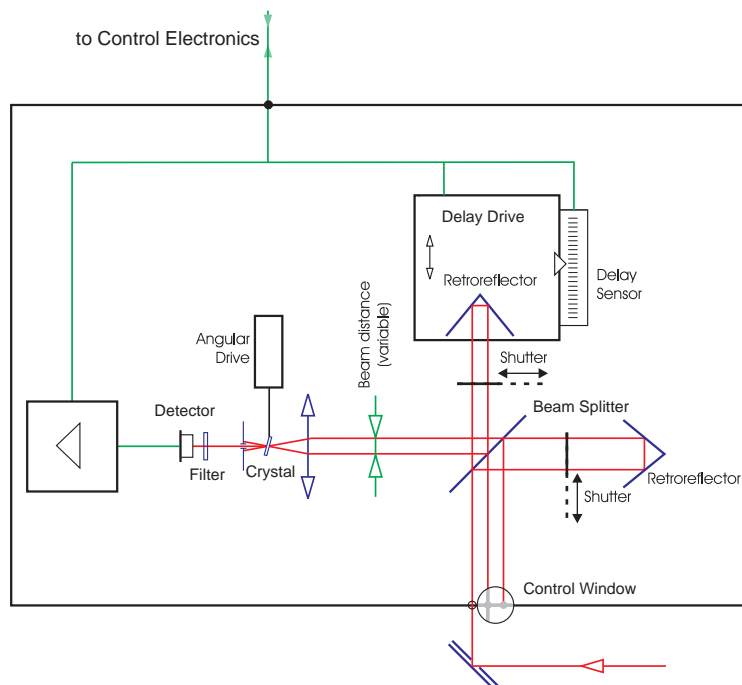 to Control Electronics
Delay Drive
Retroreflector
Delay
Sensor
Angular
Drive
Beam distance
(variable)
Shutter
Beam Splitter
Detector
Filter
Crystal
Shutter
Retroreflector
Control Window